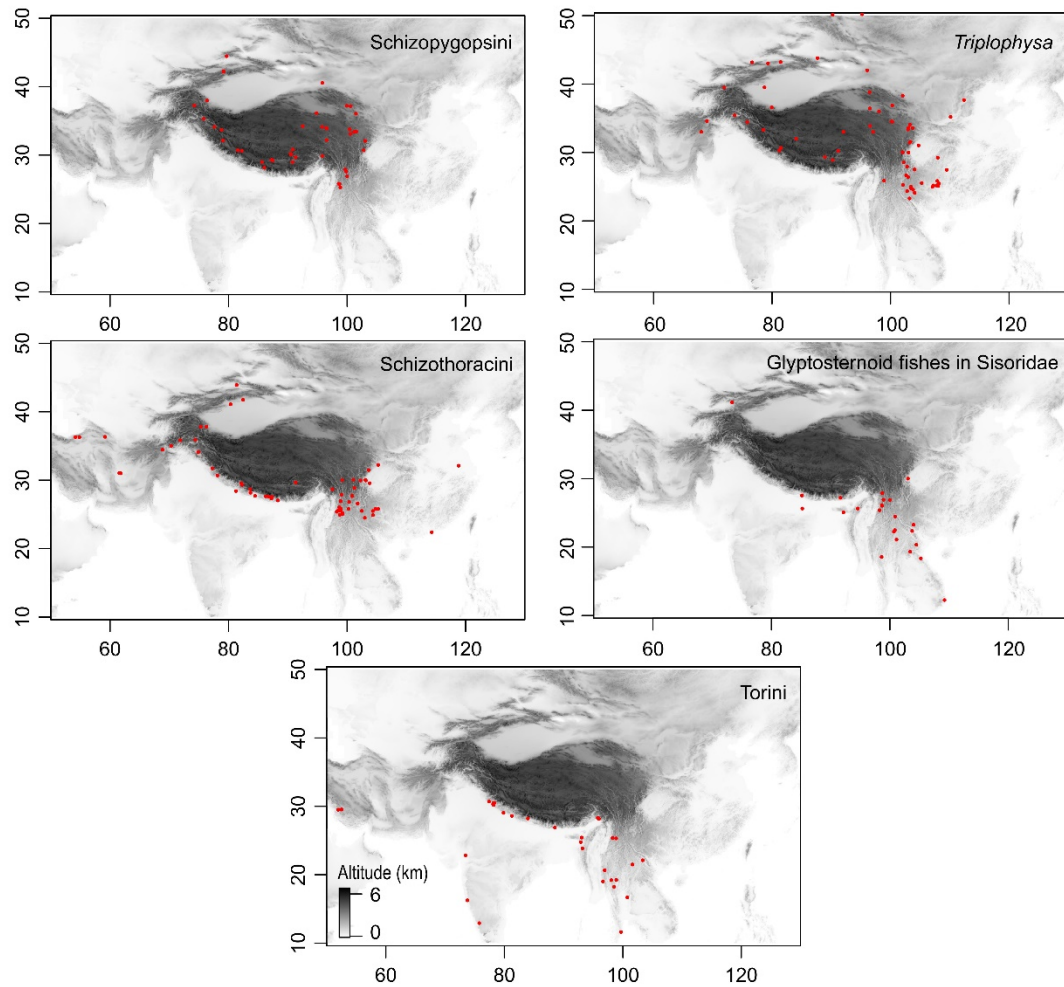 50
40
30
20
10
Schizopygopsini
60 80 100 120
50
40
30
20
10
Triplophysa
60 80 100 120
50
40
30
20
10
Schizothoracini
60 80 100 120
50
40
30
20
10
Glyptosternoid fishes in Sisoridae
60 80 100 120
50
40
30
20
10
Torini
Altitude (km)
6
0
60 80 100 120